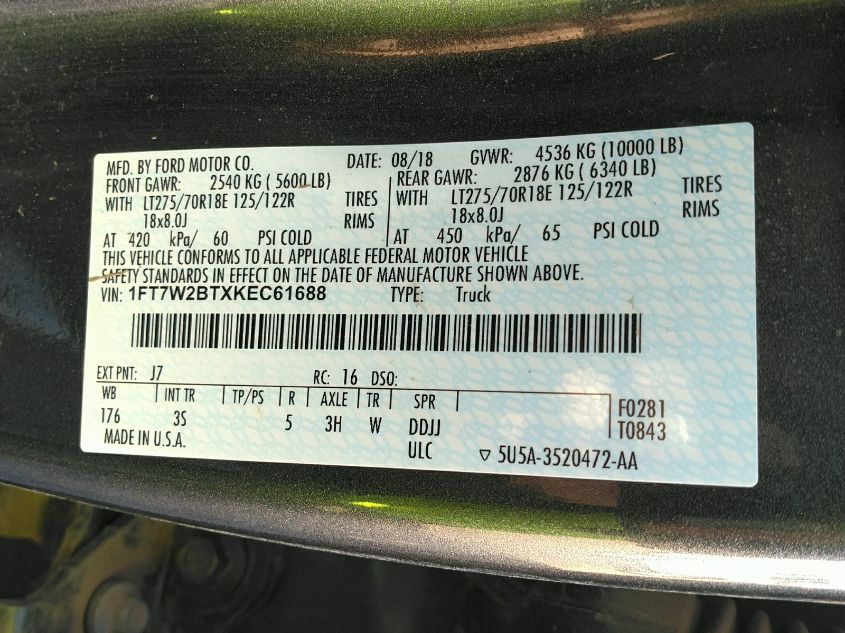 MFD. BY FORD MOTOR CO. DATE: 08/18 GVWR: 4536 KG (10000 LB)
FRONT GAWR: 2540 KG ( 5600 LB) REAR GAWR: 2876 KG ( 6340 LB)
WITH LT275/70R18E 125/122R TIRES WITH LT275/70R18E 125/122R TIRES
18x8.0J RIMS 18x8.0J RIMS
AT 420 kPa/ 60 PSI COLD AT 450 kPa/ 65 PSI COLD
THIS VEHICLE CONFORMS TO ALL APPLICABLE FEDERAL MOTOR VEHICLE
SAFETY STANDARDS IN EFFECT ON THE DATE OF MANUFACTURE SHOWN ABOVE.
VIN: 1FT7W2BTXKEC61688 TYPE: Truck
EXT PNT: J7 RC: 16 DSO:
WB INT TR TP/PS R AXLE TR SPR F0281
176 3S 5 3H W DDJJ T0843
MADE IN U.S.A. ULC ▽ 5U5A-3520472-AA